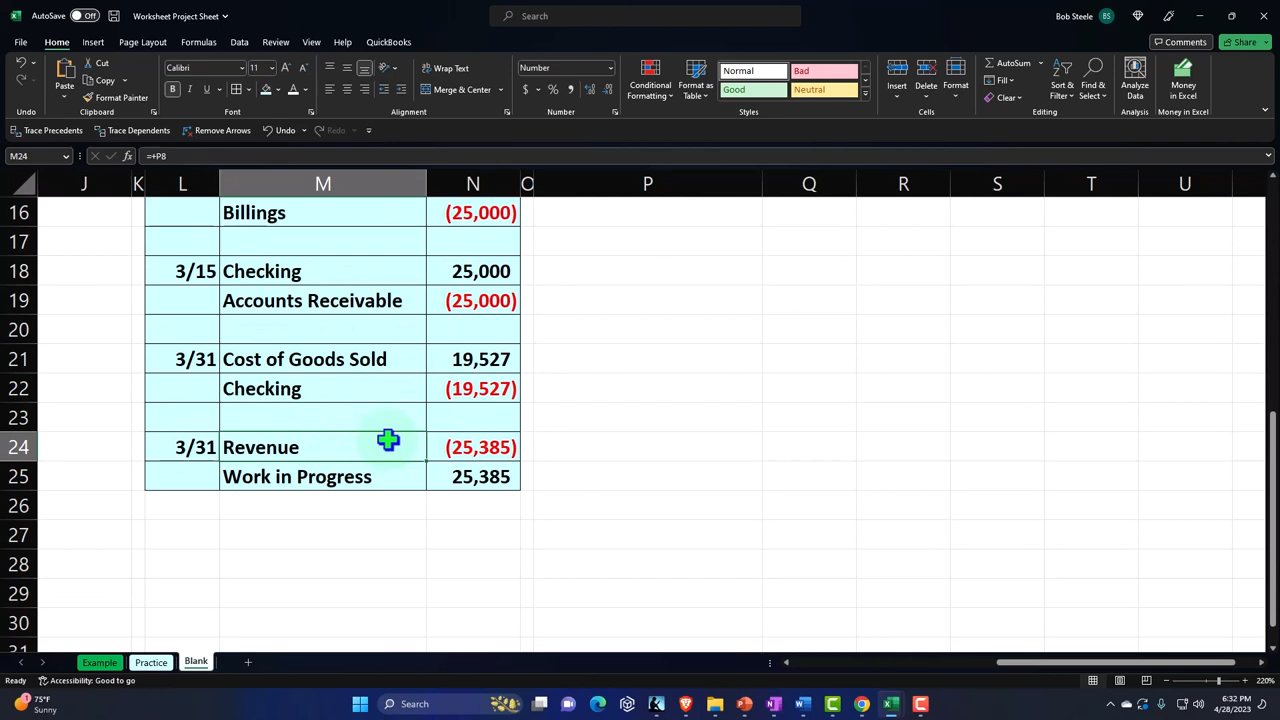 AutoSave Off Worksheet Project Sheet Search Bob Steele BS
File Home Insert Page Layout Formulas Data Review View Help QuickBooks Comments Share
Cut
Copy
Format Painter
Paste
Calibri 11
B I U
Wrap Text
Merge & Center
Number
$ % 9
Conditional Formatting
Format as Table
Normal Bad
Good Neutral
Insert Delete Format
AutoSum
Fill
Clear
Sort & Filter
Find & Select
Analyze Data
Money in Excel
Undo Clipboard Font Alignment Number Styles Cells Editing Analysis Money in Excel
Trace Precedents Trace Dependents Remove Arrows Undo Redo
M24 fx =+P8
J K L M N O P Q R S T U
16 Billings (25,000)
17
18 3/15 Checking 25,000
19 Accounts Receivable (25,000)
20
21 3/31 Cost of Goods Sold 19,527
22 Checking (19,527)
23
24 3/31 Revenue (25,385)
25 Work in Progress 25,385
26
27
28
29
30
31
Example Practice Blank
Ready Accessibility: Good to go 220%
1 75°F
Sunny
Search
6:32 PM
4/28/2023